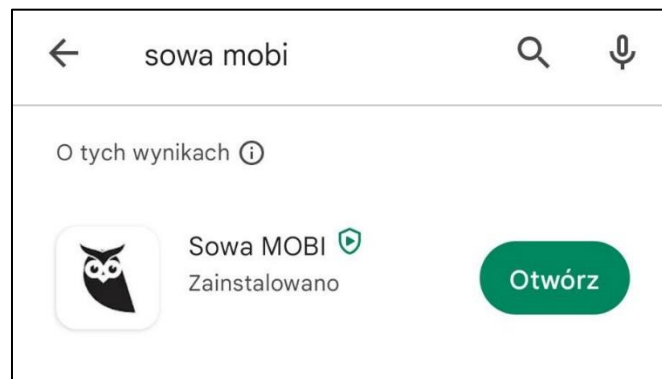 sowa mobi
O tych wynikach
Sowa MOBI
Zainstalowano
Otwórz